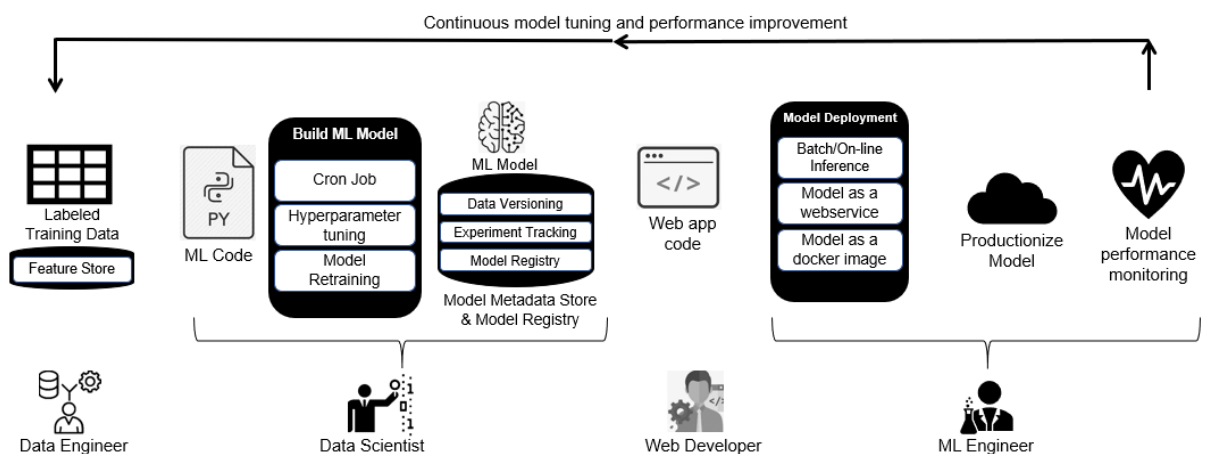 Continuous model tuning and performance improvement
Labeled
Training Data
Feature Store
PY
ML Code
Build ML Model
Cron Job
Hyperparameter
tuning
Model
Retraining
ML Model
Data Versioning
Experiment Tracking
Model Registry
Model Metadata Store
& Model Registry
</>
Web app
code
Model Deployment
Batch/On-line
Inference
Model as a
webservice
Model as a
docker image
Productionize
Model
Model
performance
monitoring
Data Engineer
1
1
Data Scientist
</>
Web Developer
ML Engineer